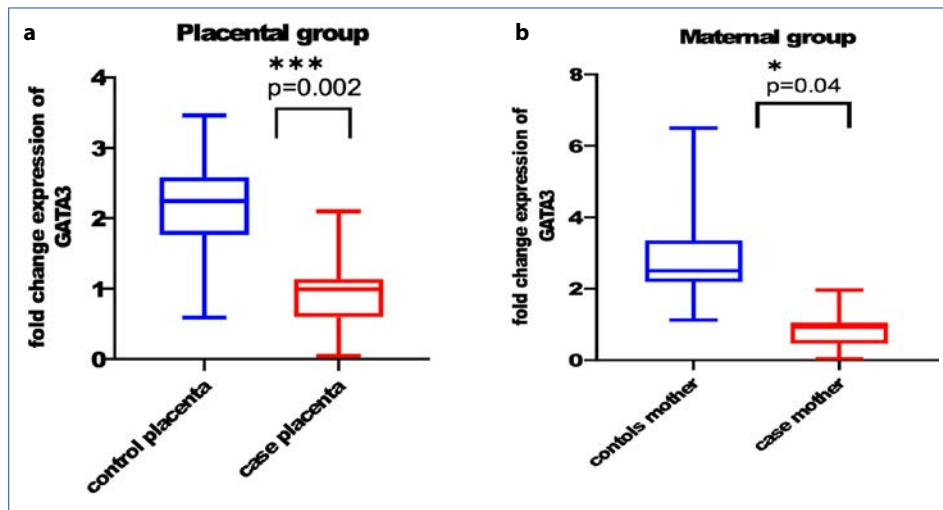 a
Placental group
***
p=0.002
fold change expression of
GATA3
4
3
2
1
0
control placenta
case placenta
b
Maternal group
*
p=0.04
fold change expression of
GATA3
8
6
4
2
0
contols mother
case mother